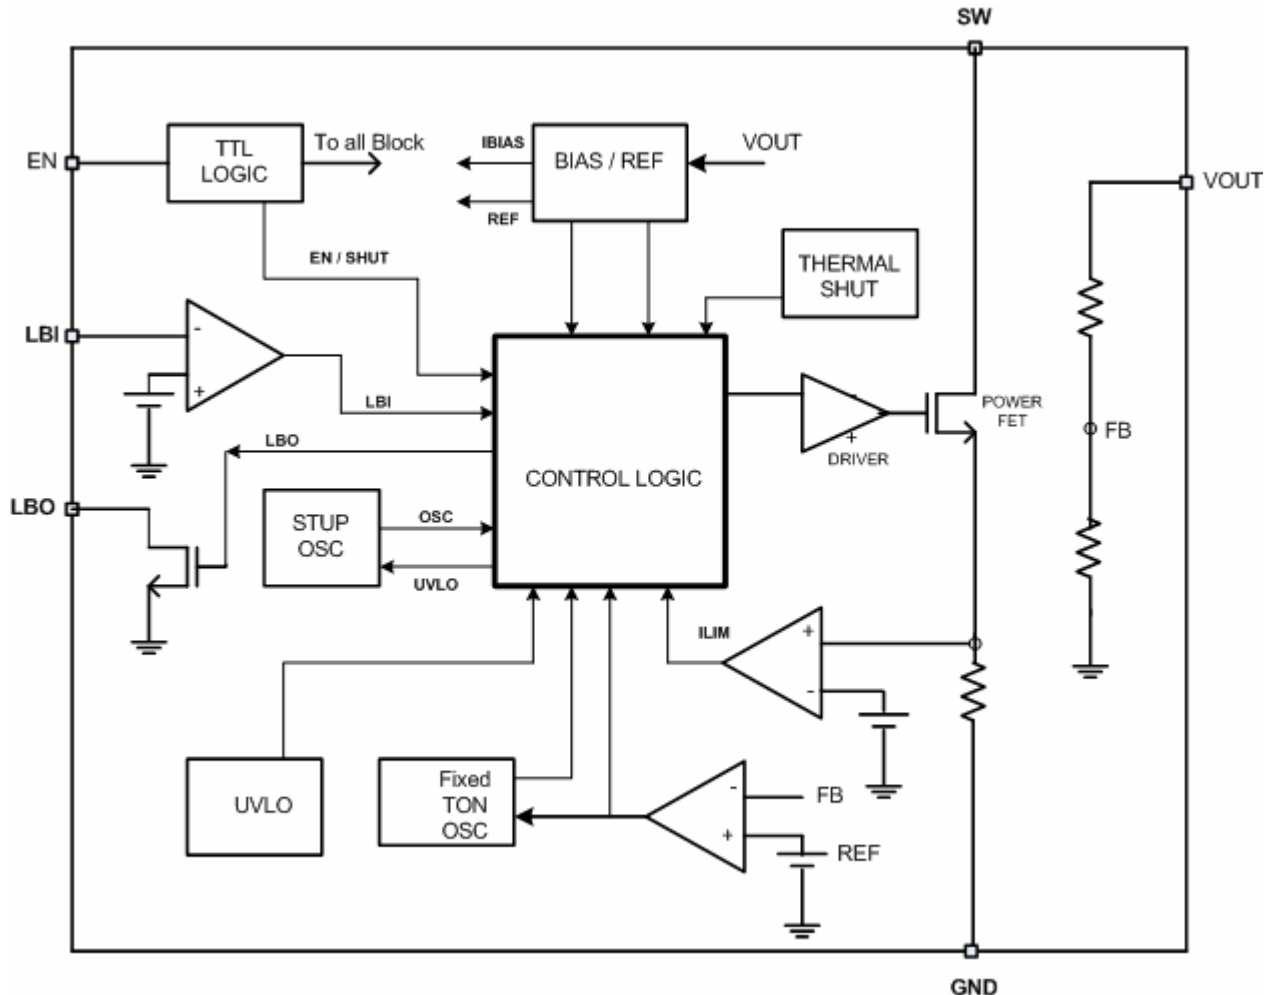 SW
EN
TTL
LOGIC
To all Block
IBIAS
REF
BIAS / REF
VOUT
VOUT
EN / SHUT
THERMAL
SHUT
LBI
-
+
LBI
LBO
LBO
CONTROL LOGIC
-
+
DRIVER
POWER
FET
FB
STUP
OSC
OSC
UVLO
ILIM
+
-
UVLO
Fixed
TON
OSC
-
+
FB
REF
GND